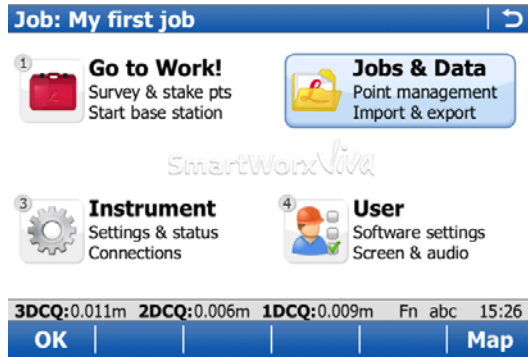 Job: My first job
1
Go to Work!
Survey & stake pts
Start base station
Jobs & Data
Point management
Import & export
SmartWorx Viva
3
Instrument
Settings & status
Connections
4
User
Software settings
Screen & audio
3DCQ:0.011m 2DCQ:0.006m 1DCQ:0.009m Fn abc 15:26
OK Map